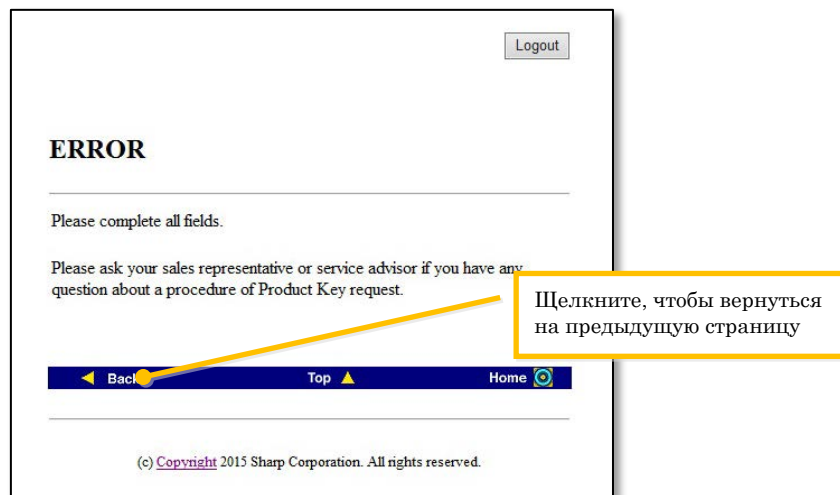 Logout
ERROR
Please complete all fields.
Please ask your sales representative or service advisor if you have any
question about a procedure of Product Key request.
Щелкните, чтобы вернуться
на предыдущую страницу
Back Top Home
(c) Copyright 2015 Sharp Corporation. All rights reserved.